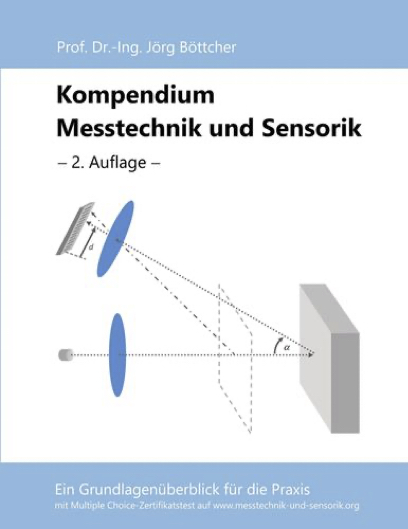 Prof. Dr.-Ing. Jörg Böttcher
Kompendium
Messtechnik und Sensorik
– 2. Auflage –
d
α
Ein Grundlagenüberblick für die Praxis
mit Multiple Choice-Zertifikatstest auf www.messtechnik-und-sensorik.org